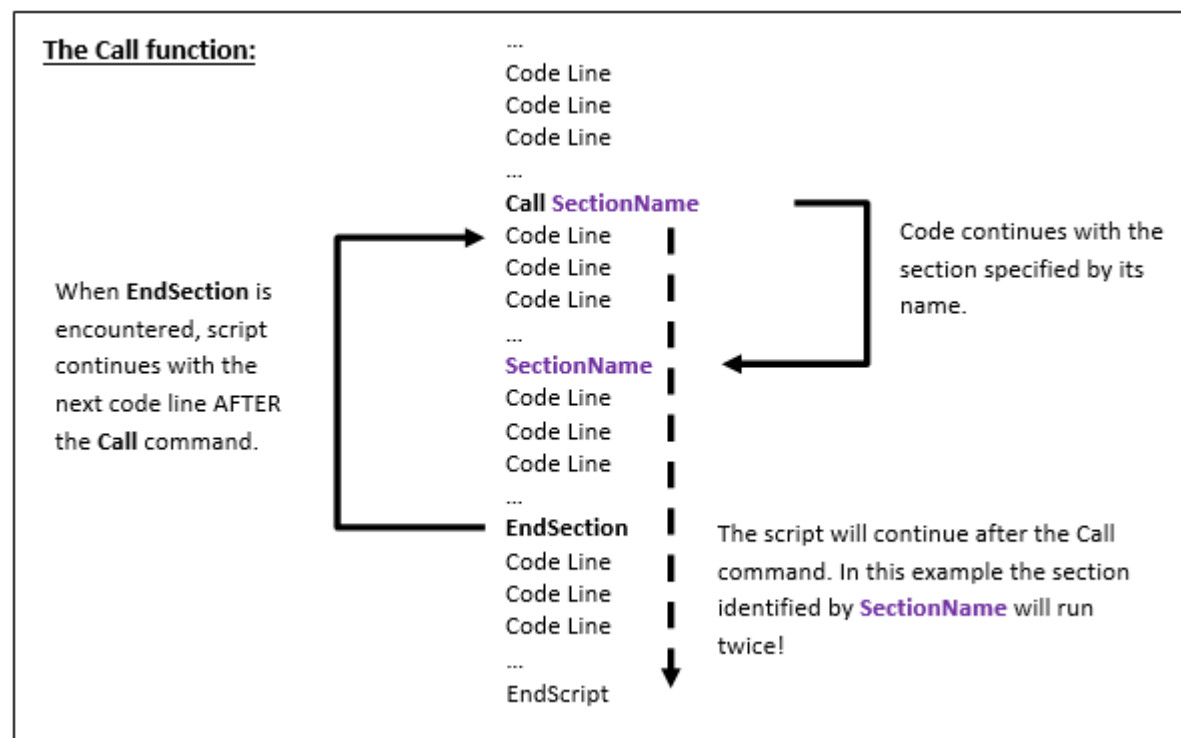 The Call function:
...
Code Line
Code Line
Code Line
...
Call SectionName
Code Line
Code Line
Code Line
...
SectionName
Code Line
Code Line
Code Line
...
EndSection
Code Line
Code Line
Code Line
...
EndScript
Code continues with the
section specified by its
name.
When EndSection is
encountered, script
continues with the
next code line AFTER
the Call command.
The script will continue after the Call
command. In this example the section
identified by SectionName will run
twice!